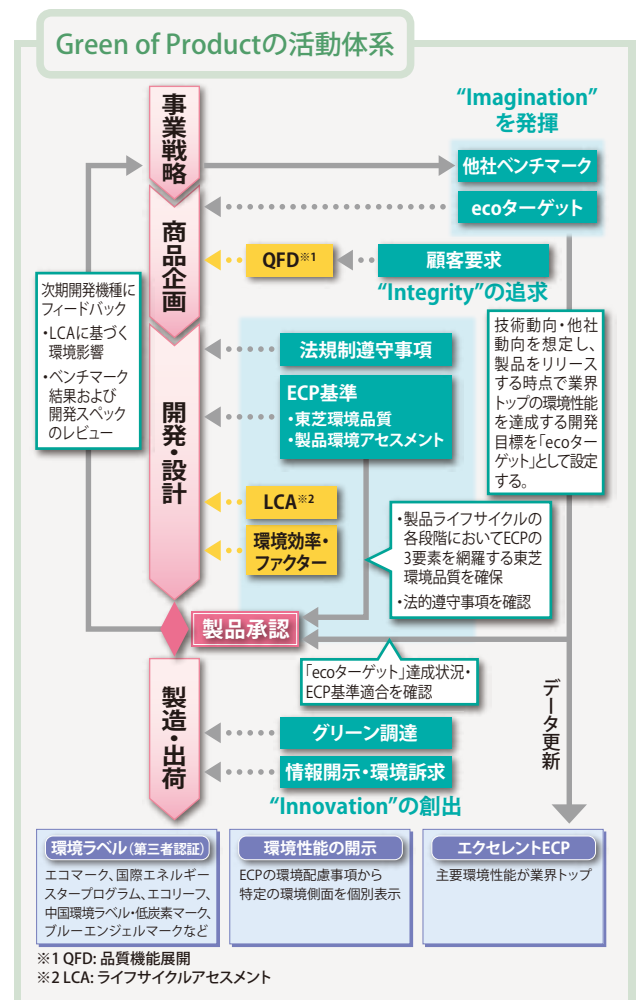 Green of Productの活動体系
事業戦略
“Imagination”
を発揮
他社ベンチマーク
ecoターゲット
商品企画
QFD※1
顧客要求
“Integrity”の追求
次期開発機種に
フィードバック
・LCAに基づく
環境影響
・ベンチマーク
結果および
開発スペック
のレビュー
技術動向・他社
動向を想定し、
製品をリリース
する時点で業界
トップの環境性能
を達成する開発
目標を「ecoター
ゲット」として設定
する。
開発・設計
法規制遵守事項
ECP基準
・東芝環境品質
・製品環境アセスメント
LCA※2
環境効率・
ファクター
・製品ライフサイクルの
各段階においてECPの
3要素を網羅する東芝
環境品質を確保
・法的遵守事項を確認
製品承認
「ecoターゲット」達成状況・
ECP基準適合を確認
データ更新
製造・出荷
グリーン調達
情報開示・環境訴求
“Innovation”の創出
環境ラベル（第三者認証）
エコマーク、国際エネルギー
スタープログラム、エコリーフ、
中国環境ラベル・低炭素マーク、
ブルーエンジェルマークなど
環境性能の開示
ECPの環境配慮事項から
特定の環境側面を個別表示
エクセレントECP
主要環境性能が業界トップ
※1 QFD: 品質機能展開
※2 LCA: ライフサイクルアセスメント